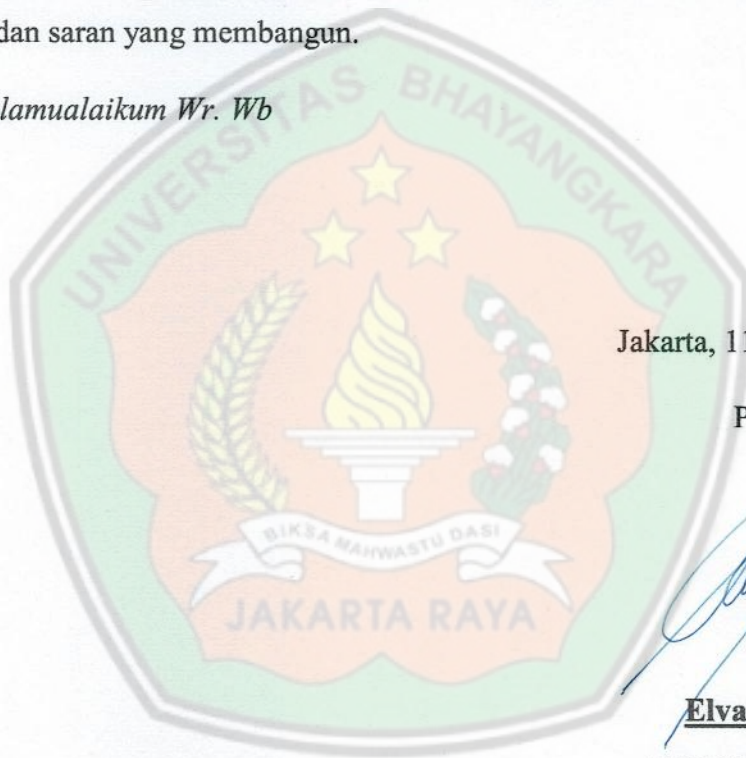 dan saran yang membangun.
lamualaikum Wr. Wb
UNIVERSITAS BHAYANGKARA
Jakarta, 11
P
BIKSA MAHWASTU DASI
JAKARTA RAYA
Elva